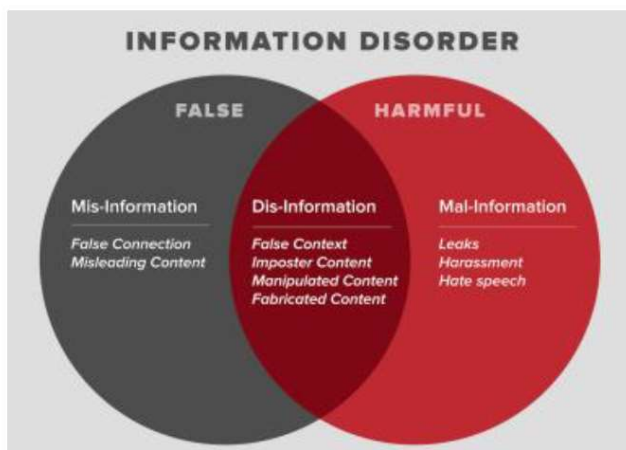 INFORMATION DISORDER
FALSE
HARMFUL
Mis-Information
False Connection
Misleading Content
Dis-Information
False Context
Imposter Content
Manipulated Content
Fabricated Content
Mal-Information
Leaks
Harassment
Hate speech